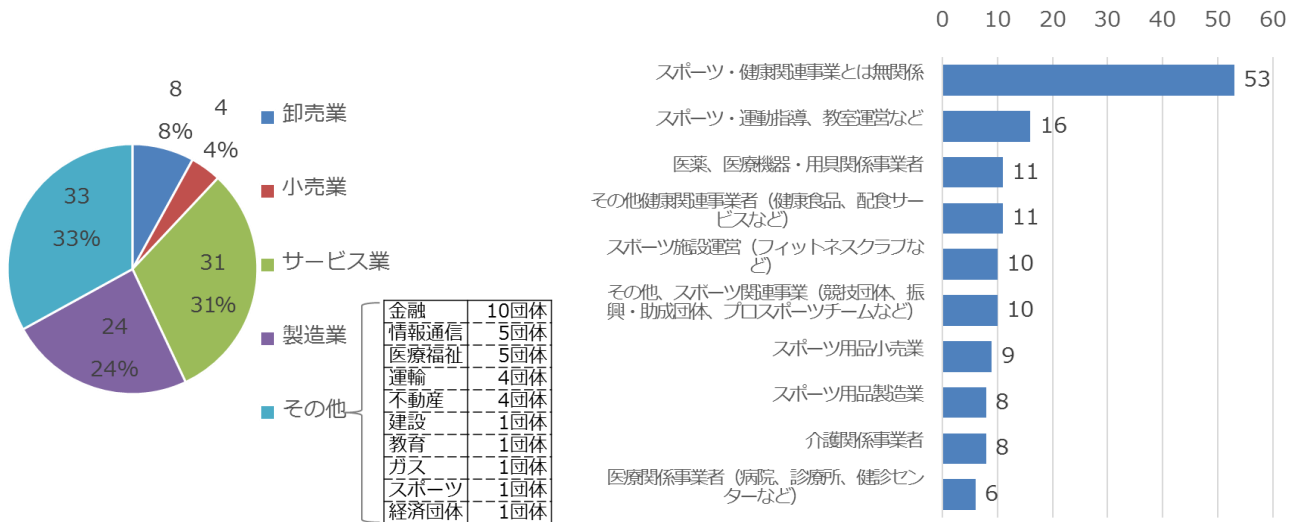 8
8%
4
4%
31
31%
24
24%
33
33%
卸売業
小売業
サービス業
製造業
その他
金融 10団体
情報通信 5団体
医療福祉 5団体
運輸 4団体
不動産 4団体
建設 1団体
教育 1団体
ガス 1団体
スポーツ 1団体
経済団体 1団体
0 10 20 30 40 50 60
スポーツ・健康関連事業とは無関係 53
スポーツ・運動指導、教室運営など 16
医薬、医療機器・用具関係事業者 11
その他健康関連事業者（健康食品、配食サー
ビスなど） 11
スポーツ施設運営（フィットネスクラブな
ど） 10
その他、スポーツ関連事業（競技団体、振
興・助成団体、プロスポーツチームなど） 10
スポーツ用品小売業 9
スポーツ用品製造業 8
介護関係事業者 8
医療関係事業者（病院、診療所、健診セン
ターなど） 6